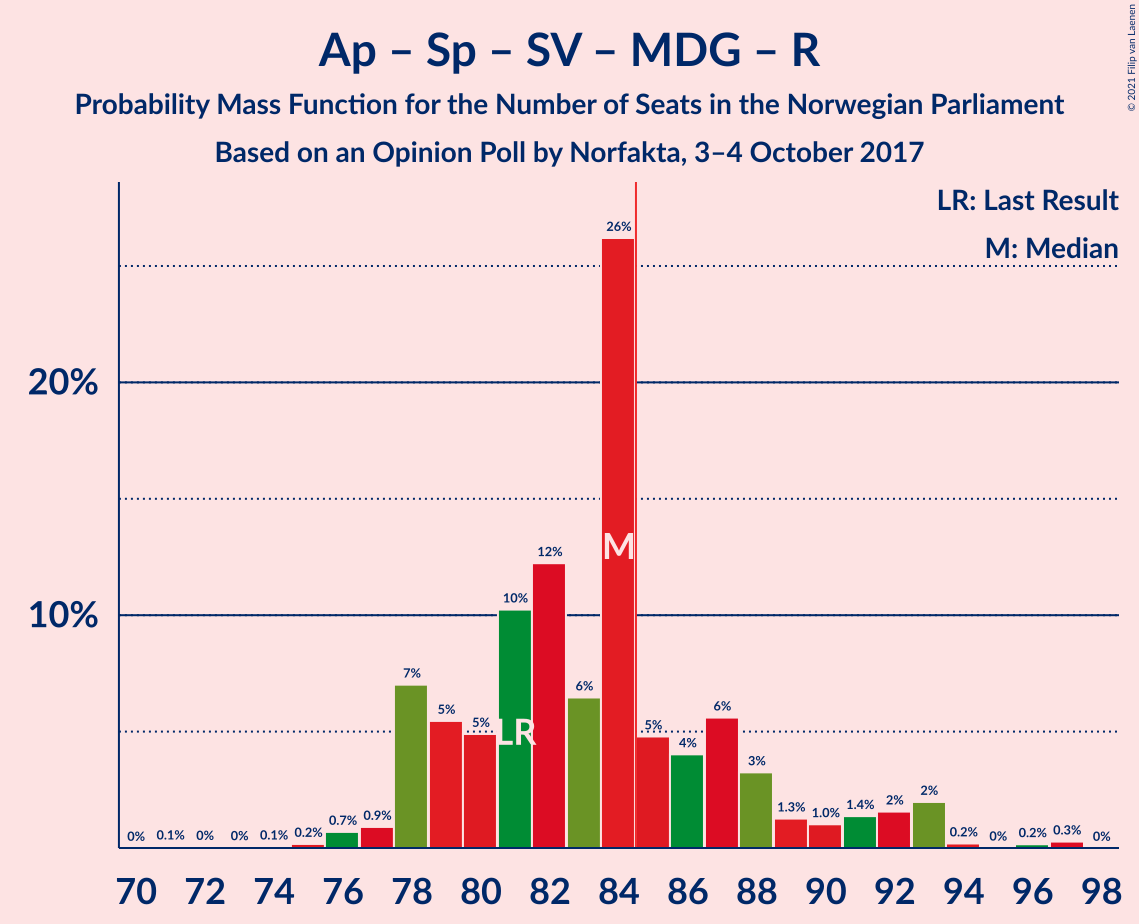 Ap – Sp – SV – MDG – R
Probability Mass Function for the Number of Seats in the Norwegian Parliament
Based on an Opinion Poll by Norfakta, 3–4 October 2017
© 2021 Filip van Laenen
LR: Last Result
M: Median
20%
10%
0% 0.1% 0% 0% 0.1% 0.2% 0.7% 0.9% 7% 5% 5% 10% 12% 6% 26% 5% 4% 6% 3% 1.3% 1.0% 1.4% 2% 2% 0.2% 0% 0.2% 0.3% 0%
M
LR
70 72 74 76 78 80 82 84 86 88 90 92 94 96 98